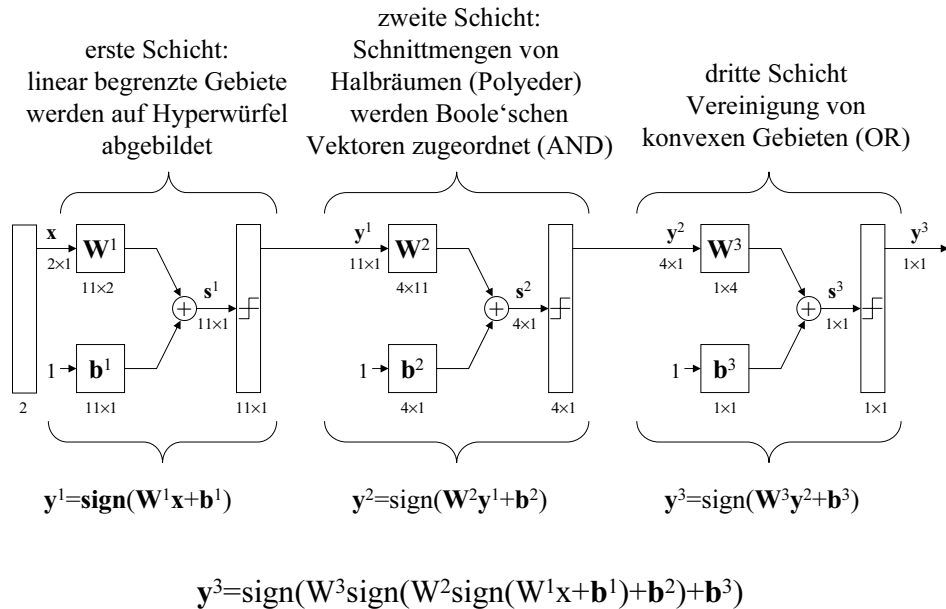 erste Schicht:
linear begrenzte Gebiete
werden auf Hyperwürfel
abgebildet
zweite Schicht:
Schnittmengen von
Halbräumen (Polyeder)
werden Boole‘schen
Vektoren zugeordnet (AND)
dritte Schicht
Vereinigung von
konvexen Gebieten (OR)
x
2×1
W¹
11×2
s¹
11×1
+
1
b¹
11×1
2
11×1
y¹
11×1
W²
4×11
s²
4×1
+
1
b²
4×1
4×1
y²
4×1
W³
1×4
s³
1×1
+
1
b³
1×1
1×1
y³
1×1
y¹=sign(W¹x+b¹)
y²=sign(W²y¹+b²)
y³=sign(W³y²+b³)
y³=sign(W³sign(W²sign(W¹x+b¹)+b²)+b³)